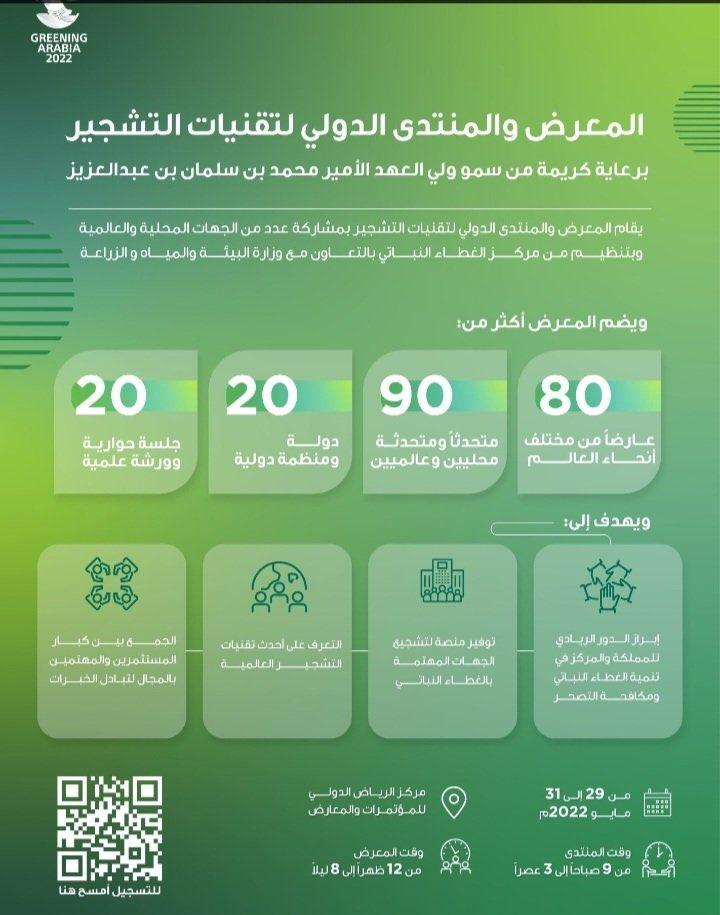 GREENING
ARABIA
2022
المعرض والمنتدى الدولي لتقنيات التشجير
برعاية كريمة من سمو ولي العهد الأمير محمد بن سلمان بن عبدالعزيز
يقام المعرض والمنتدى الدولي لتقنيات التشجير بمشاركة عدد من الجهات المحلية والعالمية
وبتنظيم من مركز الغطاء النباتي بالتعاون مع وزارة البيئة والمياه و الزراعة
ويضم المعرض أكثر من:
80
عارضاً من مختلف
أنحاء العالم
90
متحدثاً ومتحدثة
محليين وعالميين
20
دولة
ومنظمة دولية
20
جلسة حوارية
وورشة علمية
ويهدف إلى:
إبراز الدور الريادي
للمملكة والمركز في
تنمية الغطاء النباتي
ومكافحة التصحر
توفير منصة لتشجيع
الجهات المهتمة
بالغطاء النباتي
التعرف على أحدث تقنيات
التشجير العالمية
الجمع بين كبار
المستثمرين والمهتمين
بالمجال لتبادل الخبرات
من 29 إلى 31
مايو 2022م
مركز الرياض الدولي
للمؤتمرات والمعارض
وقت المنتدى
من 9 صباحاً إلى 3 عصراً
وقت المعرض
من 12 ظهراً إلى 8 ليلاً
للتسجيل أمسح هنا